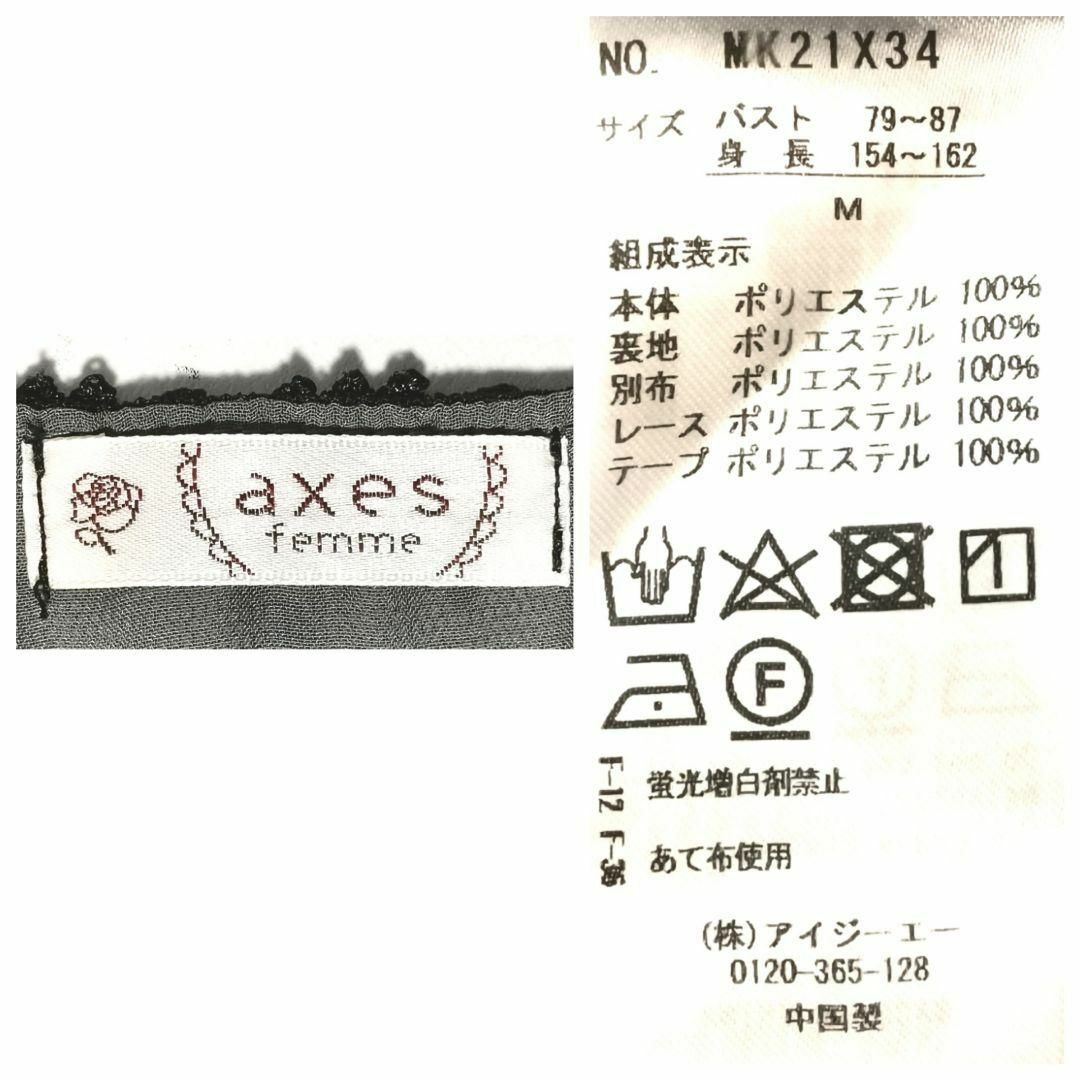 axes
femme
NO. MK21X34
サイズ バスト 79～87
身長 154～162
M
組成表示
本体 ポリエステル 100%
裏地 ポリエステル 100%
別布 ポリエステル 100%
レース ポリエステル 100%
テープ ポリエステル 100%
F
F-12 蛍光増白剤禁止
F-36 あて布使用
(株)アイジーエー
0120-365-128
中国製